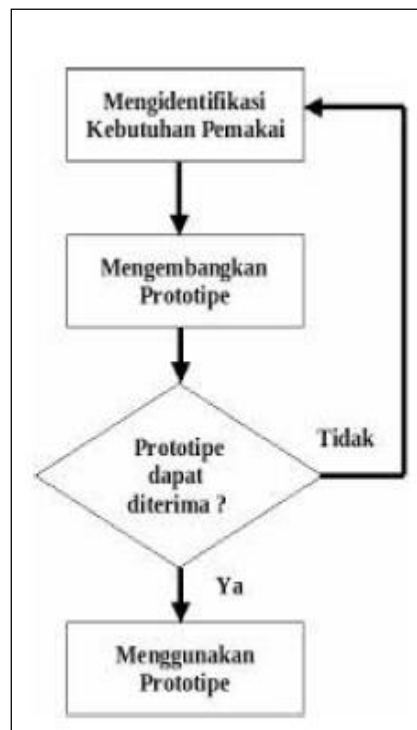 Mengidentifikasi
Kebutuhan Pemakai
Mengembangkan
Prototipe
Prototipe
dapat
diterima ?
Tidak
Ya
Menggunakan
Prototipe